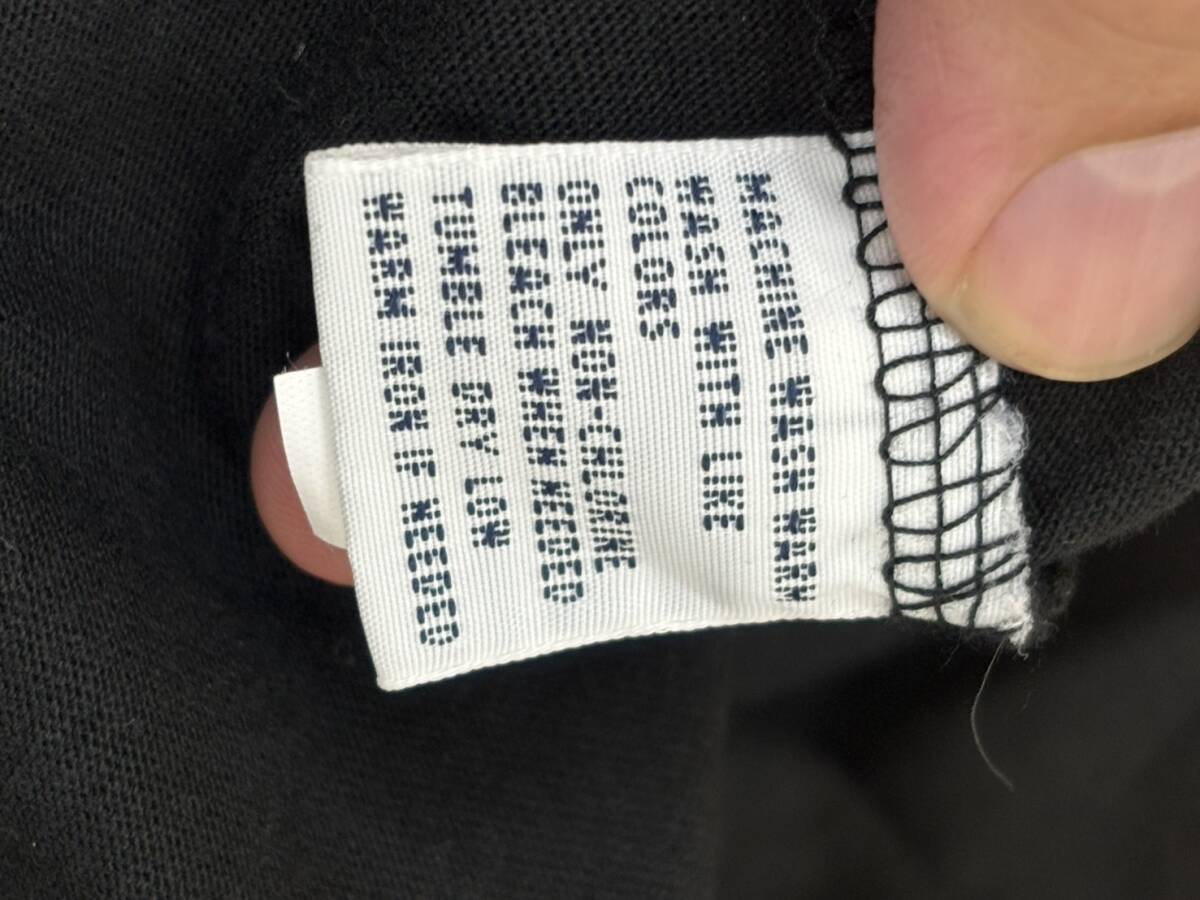 MACHINE WASH WARM
WASH WITH LIKE
COLORS
ONLY NON-CHLORINE
BLEACH WHEN NEEDED
TUMBLE DRY LOW
WARM IRON IF NEEDED